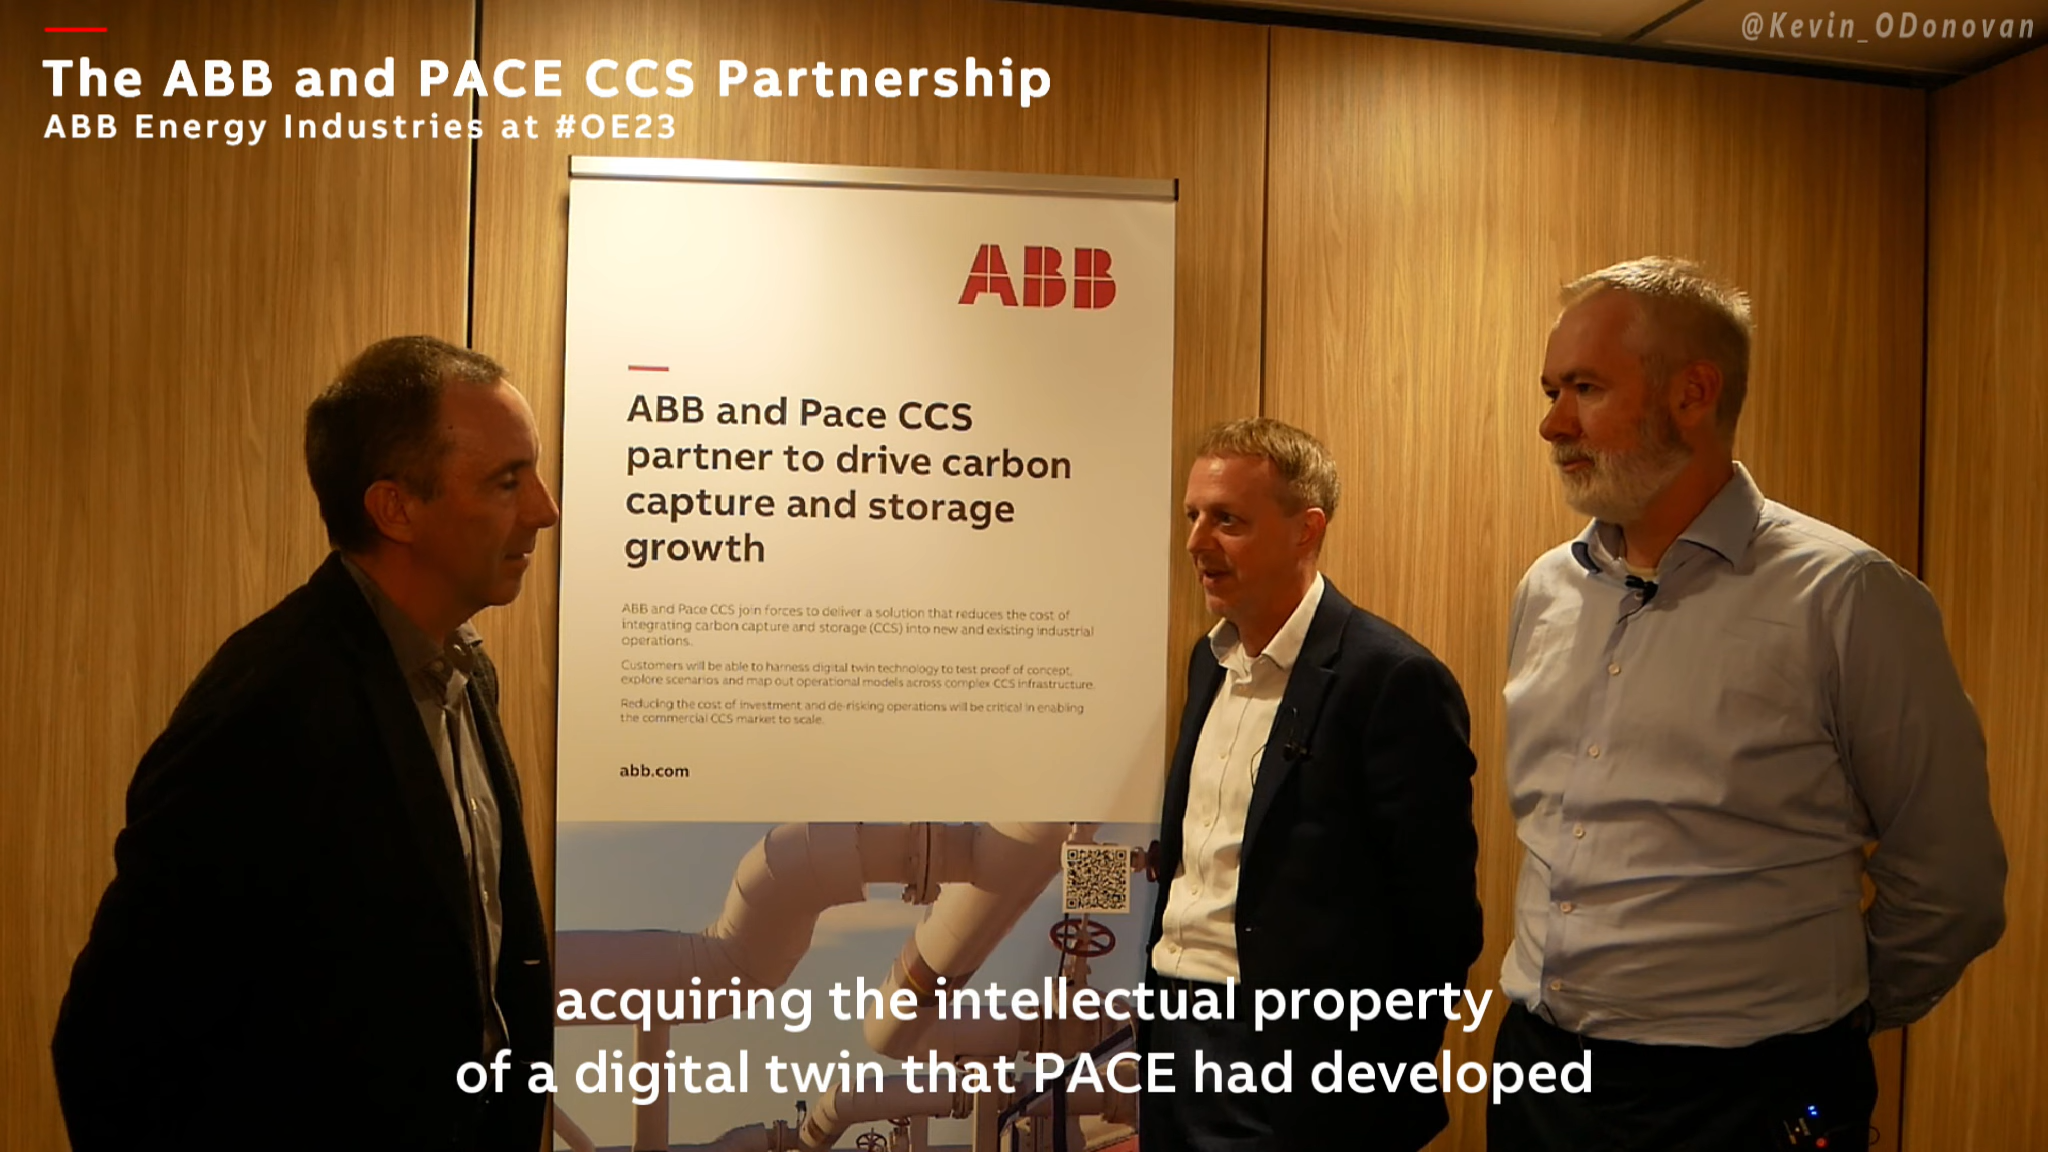 @Kevin_ODonovan
The ABB and PACE CCS Partnership
ABB Energy Industries at #OE23
ABB
ABB and Pace CCS
partner to drive carbon
capture and storage
growth
ABB and Pace CCS join forces to deliver a solution that reduces the cost of
integrating carbon capture and storage (CCS) into new and existing industrial
operations.
Customers will be able to harness digital twin technology to test proof of concept,
explore scenarios and map out operational models across complex CCS infrastructure.
Reducing the cost of investment and de-risking operations will be critical in enabling
the commercial CCS market to scale.
abb.com
acquiring the intellectual property
of a digital twin that PACE had developed